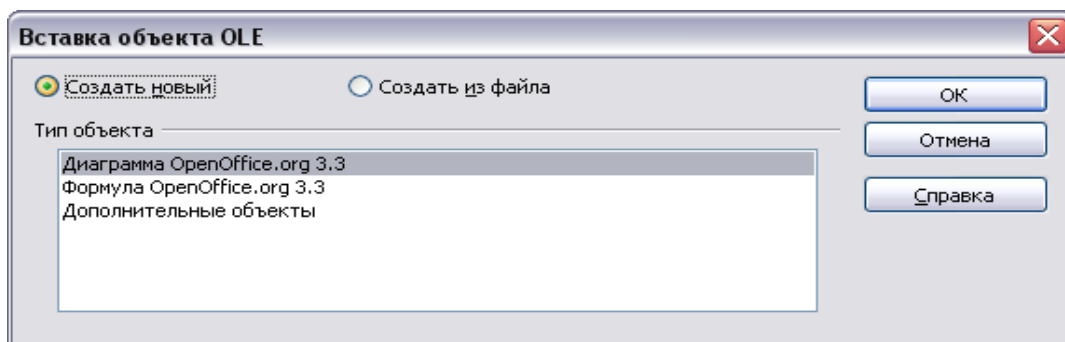 Вставка объекта OLE
Создать новый
Создать из файла
ОК
Тип объекта
Отмена
Диаграмма OpenOffice.org 3.3
Формула OpenOffice.org 3.3
Дополнительные объекты
Справка